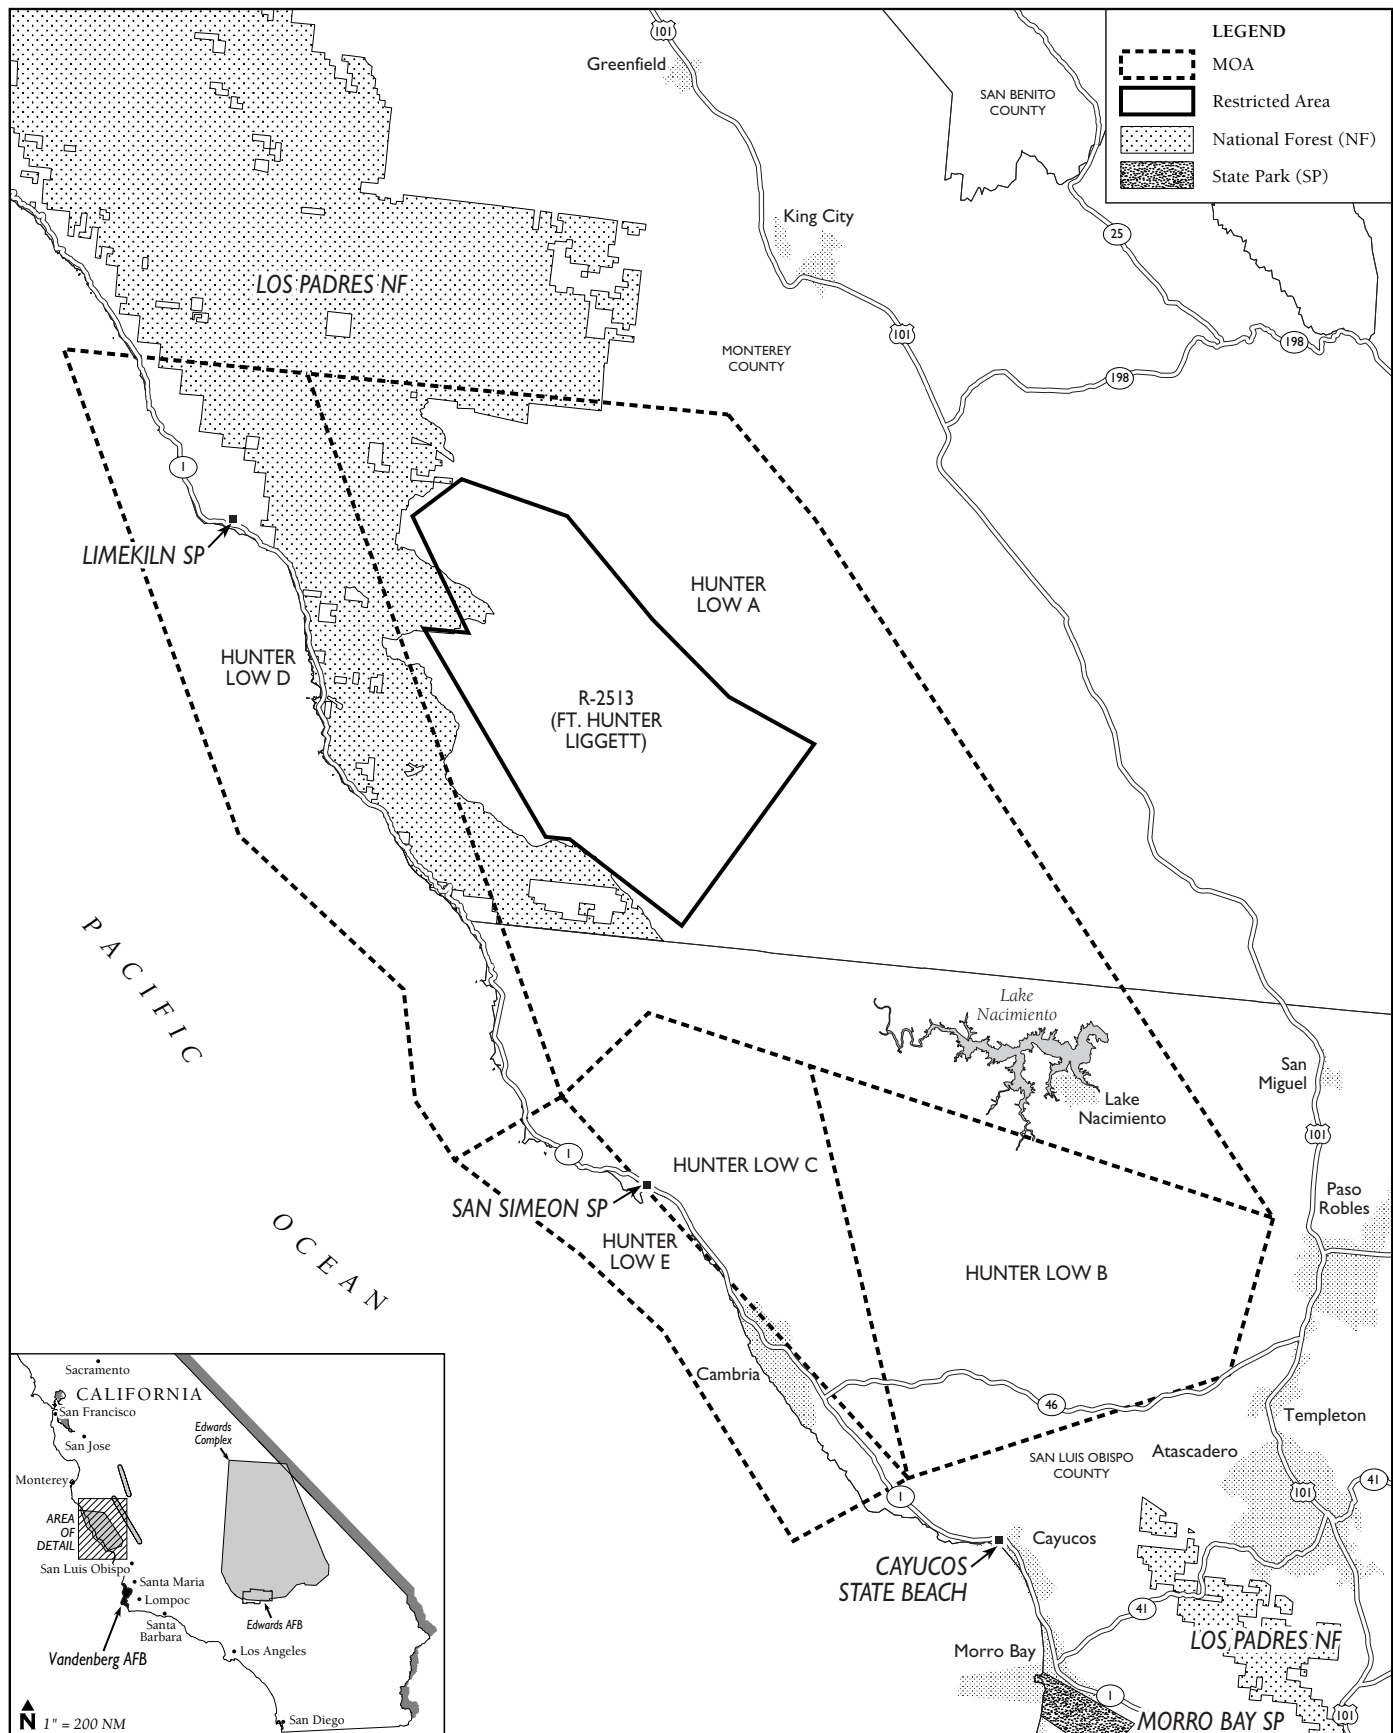 LEGEND
MOA
Restricted Area
National Forest (NF)
State Park (SP)
101
Greenfield
SAN BENITO
COUNTY
King City
25
LOS PADRES NF
101
198
MONTEREY
COUNTY
198
1
LIMEKILN SP
HUNTER
LOW A
HUNTER
LOW D
R-2513
(FT. HUNTER
LIGGETT)
PACIFIC
OCEAN
Lake
Nacimiento
San
Miguel
Lake
Nacimiento
101
1
HUNTER LOW C
SAN SIMEON SP
Paso
Robles
HUNTER
LOW E
HUNTER LOW B
Cambria
46
Templeton
SAN LUIS OBISPO
COUNTY
Atascadero
101
41
1
Cayucos
CAYUCOS
STATE BEACH
41
LOS PADRES NF
Morro Bay
1
MORRO BAY SP
101
Sacramento
CALIFORNIA
San Francisco
San Jose
Edwards
Complex
Monterey
AREA
OF
DETAIL
San Luis Obispo
Santa Maria
Lompoc
Santa
Barbara
Edwards AFB
Los Angeles
Vandenberg AFB
San Diego
N 1" = 200 NM